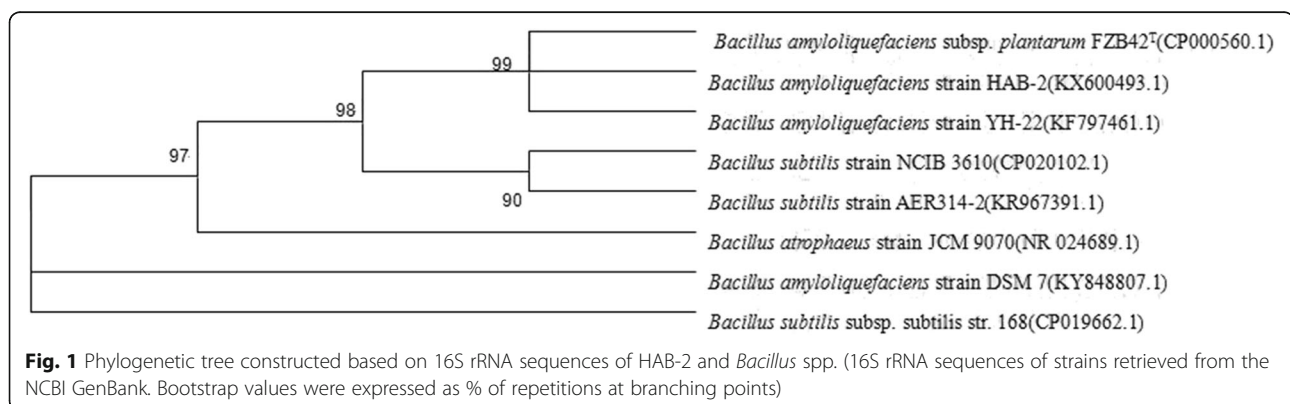 Bacillus amyloliquefaciens subsp. plantarum FZB42ᵀ(CP000560.1)
99
Bacillus amyloliquefaciens strain HAB-2(KX600493.1)
98
Bacillus amyloliquefaciens strain YH-22(KF797461.1)
97
Bacillus subtilis strain NCIB 3610(CP020102.1)
90
Bacillus subtilis strain AER314-2(KR967391.1)
Bacillus atrophaeus strain JCM 9070(NR 024689.1)
Bacillus amyloliquefaciens strain DSM 7(KY848807.1)
Bacillus subtilis subsp. subtilis str. 168(CP019662.1)
Fig. 1 Phylogenetic tree constructed based on 16S rRNA sequences of HAB-2 and Bacillus spp. (16S rRNA sequences of strains retrieved from the
NCBI GenBank. Bootstrap values were expressed as % of repetitions at branching points)